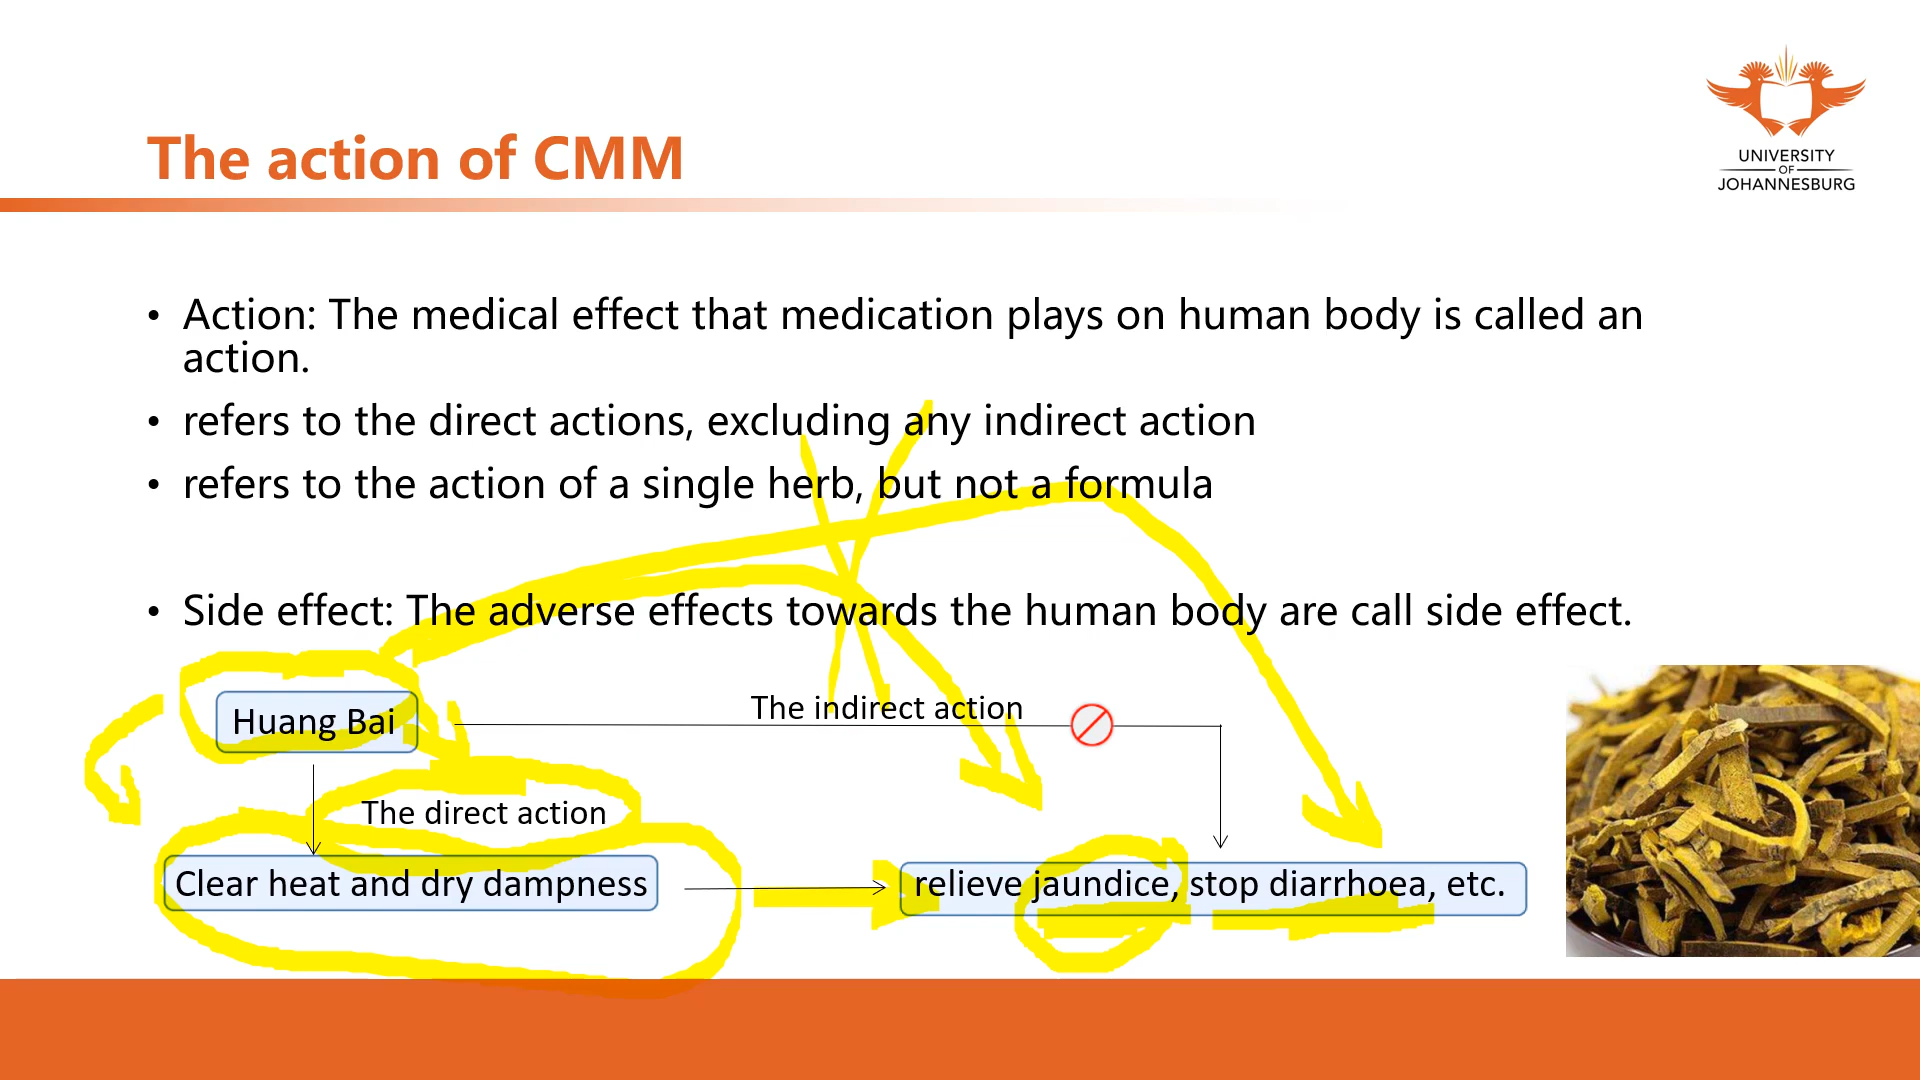 The action of CMM
UNIVERSITY
OF
JOHANNESBURG
• Action: The medical effect that medication plays on human body is called an
action.
• refers to the direct actions, excluding any indirect action
• refers to the action of a single herb, but not a formula
• Side effect: The adverse effects towards the human body are call side effect.
Huang Bai
The indirect action
The direct action
Clear heat and dry dampness
relieve jaundice, stop diarrhoea, etc.